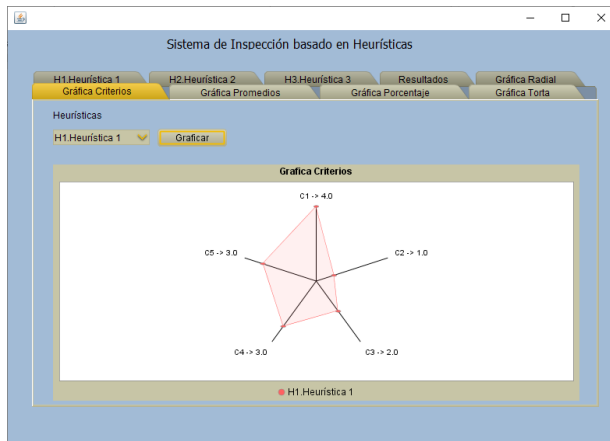 Sistema de Inspección basado en Heurísticas
H1.Heurística 1 H2.Heurística 2 H3.Heurística 3 Resultados Gráfica Radial
Gráfica Criterios Gráfica Promedios Gráfica Porcentaje Gráfica Torta
Heurísticas
H1.Heurística 1 Graficar
Grafica Criterios
C1 -> 4.0
C5 -> 3.0 C2 -> 1.0
C4 -> 3.0 C3 -> 2.0
H1.Heurística 1